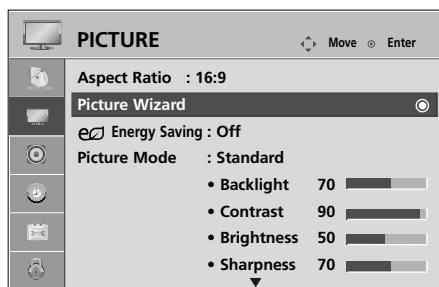 PICTURE
Move
Enter
Aspect Ratio : 16:9
Picture Wizard
Energy Saving : Off
Picture Mode : Standard
• Backlight 70
• Contrast 90
• Brightness 50
• Sharpness 70